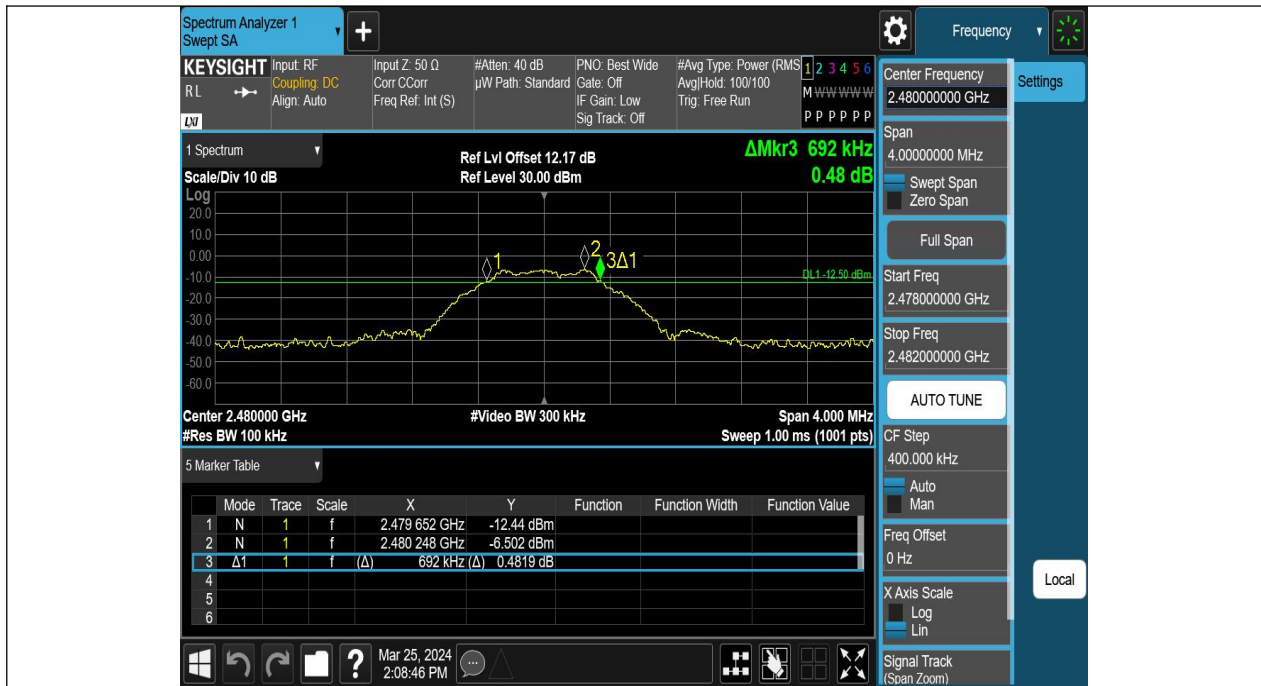 Spectrum Analyzer 1
Swept SA
+
Frequency
KEYSIGHT
RL
LXI
Input: RF
Coupling: DC
Align: Auto
Input Z: 50 Ω
Corr CCorr
Freq Ref: Int (S)
#Atten: 40 dB
µW Path: Standard
PNO: Best Wide
Gate: Off
IF Gain: Low
Sig Track: Off
#Avg Type: Power (RMS
Avg|Hold: 100/100
Trig: Free Run
1 2 3 4 5 6
M W W W W W
P P P P P P
1 Spectrum
Scale/Div 10 dB
Ref Lvl Offset 12.17 dB
Ref Level 30.00 dBm
ΔMkr3 692 kHz
0.48 dB
Log
20.0
10.0
0.00
-10.0
-20.0
-30.0
-40.0
-50.0
-60.0
1
2
3Δ1
DL1 -12.50 dBm
Center 2.480000 GHz
#Res BW 100 kHz
#Video BW 300 kHz
Span 4.000 MHz
Sweep 1.00 ms (1001 pts)
5 Marker Table
Mode Trace Scale X Y Function Function Width Function Value
1 N 1 f 2.479 652 GHz -12.44 dBm
2 N 1 f 2.480 248 GHz -6.502 dBm
3 Δ1 1 f (Δ) 692 kHz (Δ) 0.4819 dB
4
5
6
?
Mar 25, 2024
2:08:46 PM
Center Frequency
2.480000000 GHz
Span
4.00000000 MHz
Swept Span
Zero Span
Full Span
Start Freq
2.478000000 GHz
Stop Freq
2.482000000 GHz
AUTO TUNE
CF Step
400.000 kHz
Auto
Man
Freq Offset
0 Hz
X Axis Scale
Log
Lin
Signal Track
(Span Zoom)
Settings
Local